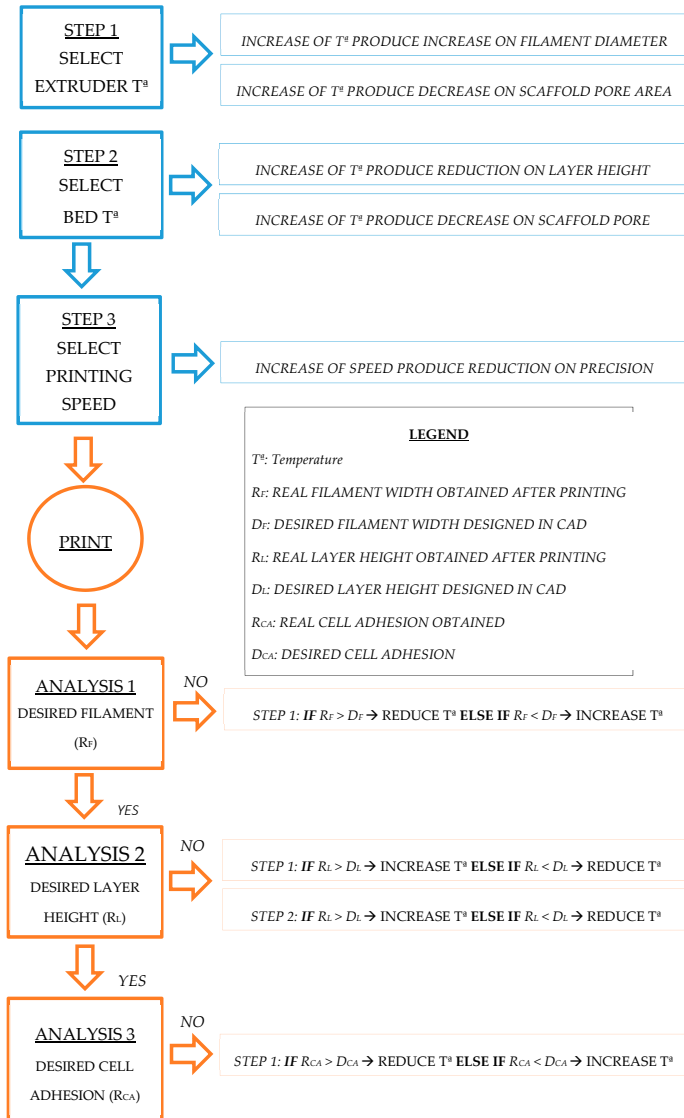 STEP 1
SELECT
EXTRUDER Tª
INCREASE OF Tª PRODUCE INCREASE ON FILAMENT DIAMETER
INCREASE OF Tª PRODUCE DECREASE ON SCAFFOLD PORE AREA
STEP 2
SELECT
BED Tª
INCREASE OF Tª PRODUCE REDUCTION ON LAYER HEIGHT
INCREASE OF Tª PRODUCE DECREASE ON SCAFFOLD PORE
STEP 3
SELECT
PRINTING
SPEED
INCREASE OF SPEED PRODUCE REDUCTION ON PRECISION
LEGEND
Tª: Temperature
RF: REAL FILAMENT WIDTH OBTAINED AFTER PRINTING
DF: DESIRED FILAMENT WIDTH DESIGNED IN CAD
RL: REAL LAYER HEIGHT OBTAINED AFTER PRINTING
DL: DESIRED LAYER HEIGHT DESIGNED IN CAD
RCA: REAL CELL ADHESION OBTAINED
DCA: DESIRED CELL ADHESION
PRINT
ANALYSIS 1
DESIRED FILAMENT
(RF)
NO
STEP 1: IF RF > DF → REDUCE Tª ELSE IF RF < DF → INCREASE Tª
YES
ANALYSIS 2
DESIRED LAYER
HEIGHT (RL)
NO
STEP 1: IF RL > DL → INCREASE Tª ELSE IF RL < DL → REDUCE Tª
STEP 2: IF RL > DL → INCREASE Tª ELSE IF RL < DL → REDUCE Tª
YES
ANALYSIS 3
DESIRED CELL
ADHESION (RCA)
NO
STEP 1: IF RCA > DCA → REDUCE Tª ELSE IF RCA < DCA → INCREASE Tª